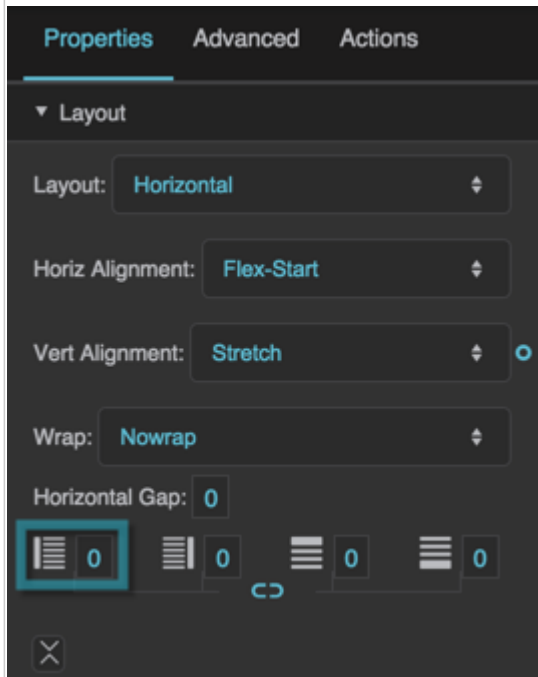 Properties Advanced Actions
Layout
Layout: Horizontal
Horiz Alignment: Flex-Start
Vert Alignment: Stretch
Wrap: Nowrap
Horizontal Gap: 0
0 0 0 0